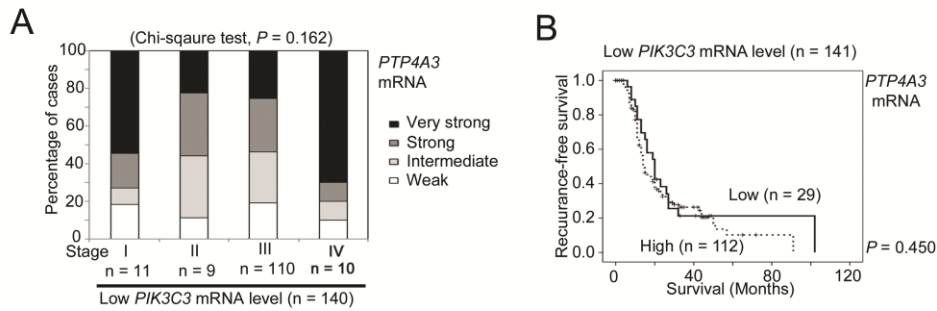 A
(Chi-sqaure test, P = 0.162)
Percentage of cases
100
80
60
40
20
0
PTP4A3
mRNA
Very strong
Strong
Intermediate
Weak
Stage I II III IV
n = 11 n = 9 n = 110 n = 10
Low PIK3C3 mRNA level (n = 140)
B
Low PIK3C3 mRNA level (n = 141)
Recuurance-free survival
1.0
0.8
0.6
0.4
0.2
0.0
PTP4A3
mRNA
Low (n = 29)
High (n = 112)
P = 0.450
0 40 80 120
Survival (Months)